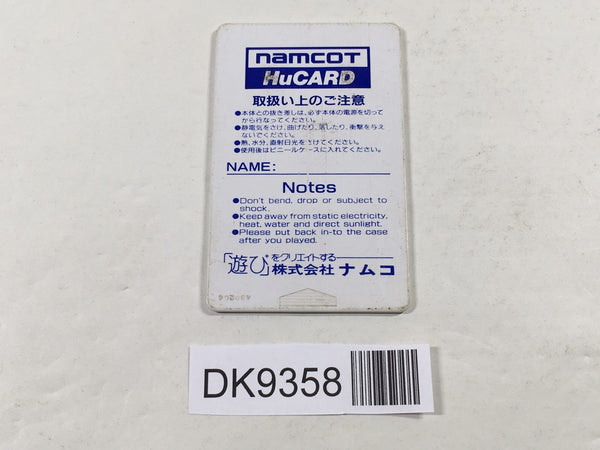 namcoT
HuCARD
取扱い上のご注意
●本体との抜き差しは、必ず本体の電源を切って
から行なってください。
●静電気をさけ、曲げたり、落したり、衝撃を与え
ないでください。
●熱、水分、直射日光をさけてください。
●使用後はビニールケースに入れてください。
NAME:
Notes
●Don't bend, drop or subject to
shock.
●Keep away from static electricity,
heat, water and direct sunlight.
●Please put back in-to the case
after you played.
「遊び」をクリエイトする
株式会社 ナムコ
DK9358